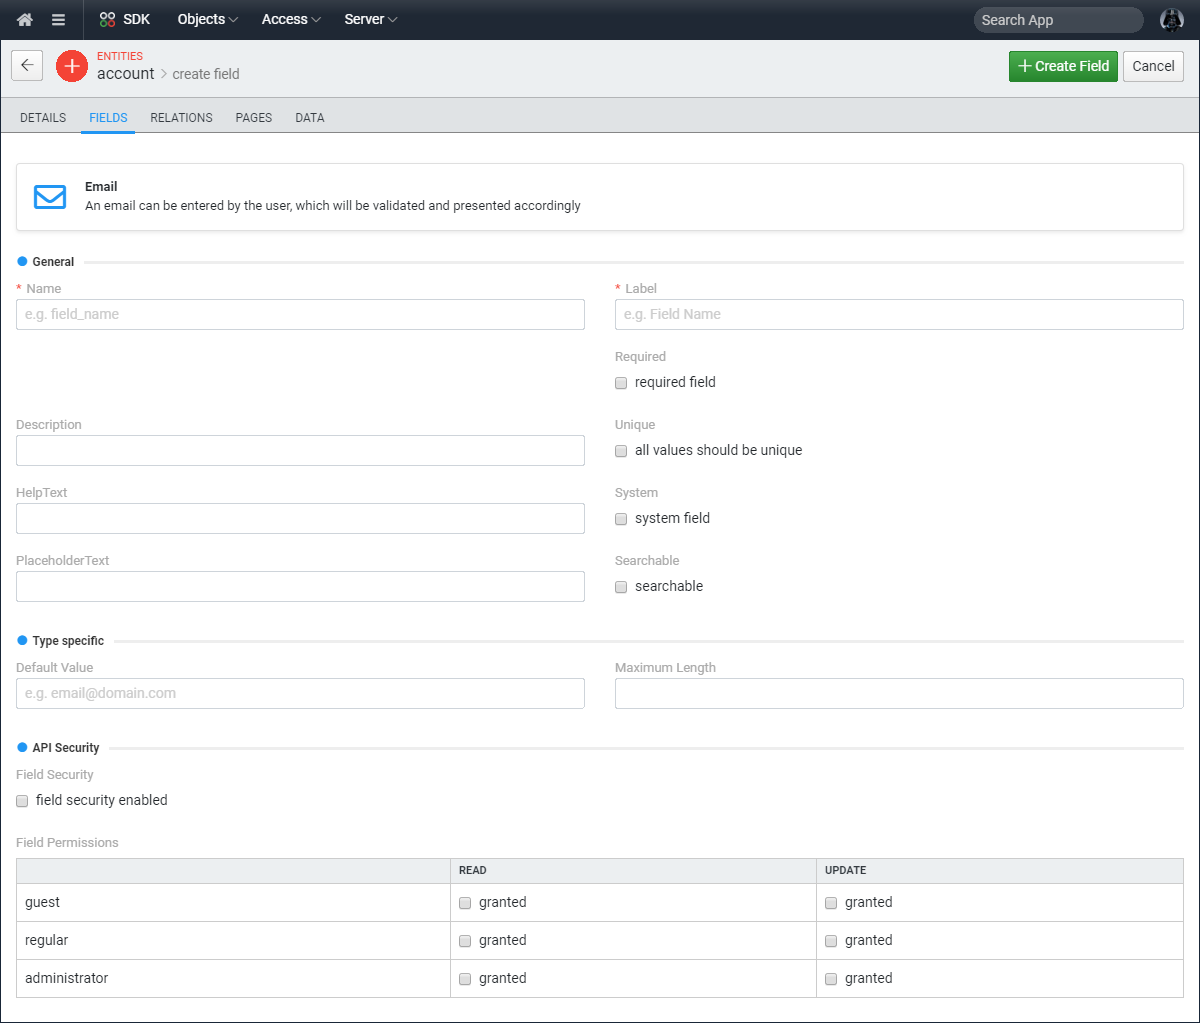 SDK Objects Access Server Search App
ENTITIES
account create field
Create Field Cancel
DETAILS FIELDS RELATIONS PAGES DATA
Email
An email can be entered by the user, which will be validated and presented accordingly
General
* Name * Label
e.g. field_name e.g. Field Name
Required
required field
Description Unique
all values should be unique
HelpText System
system field
PlaceholderText Searchable
searchable
Type specific
Default Value Maximum Length
e.g. email@domain.com
API Security
Field Security
field security enabled
Field Permissions
READ UPDATE
guest granted granted
regular granted granted
administrator granted granted